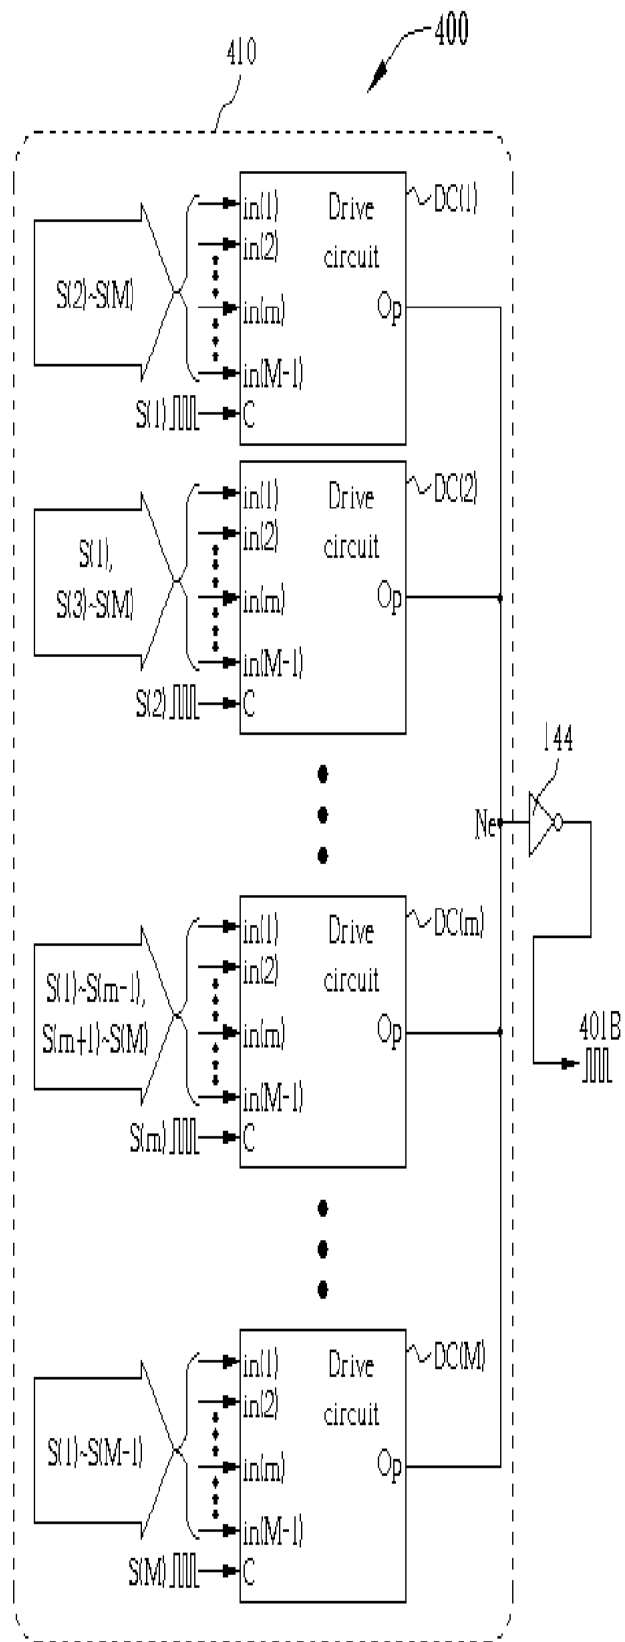 400
410
DC(1)
in(1)
Drive
circuit
in(2)
S(2)~S(M)
in(m)
Op
in(M-1)
S(1)
C
DC(2)
in(1)
Drive
circuit
in(2)
S(1),
S(3)~S(M)
in(m)
Op
in(M-1)
S(2)
C
144
Ne
DC(m)
in(1)
Drive
circuit
in(2)
S(1)~S(m-1),
S(m+1)~S(M)
in(m)
Op
401B
in(M-1)
S(m)
C
DC(M)
in(1)
Drive
circuit
in(2)
S(1)~S(M-1)
in(m)
Op
in(M-1)
S(M)
C